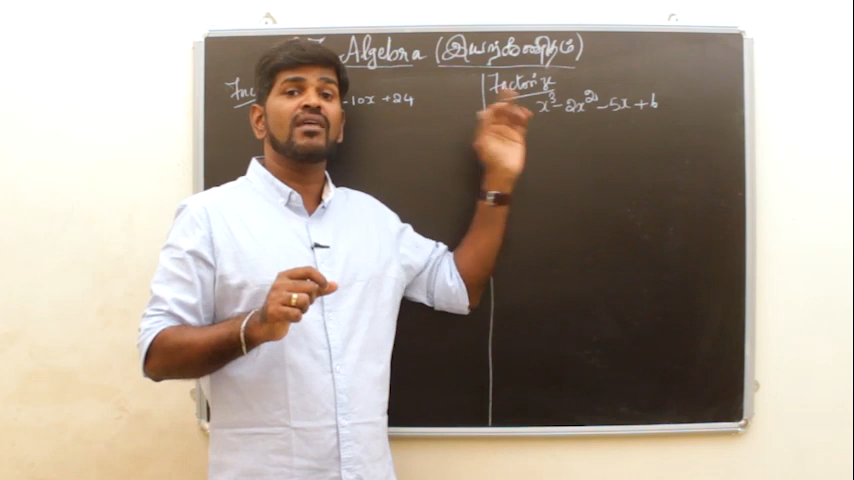 Algebra (இயற்கணிதம்)
-10x + 24
Factorize
x³ - 2x² - 5x + 6